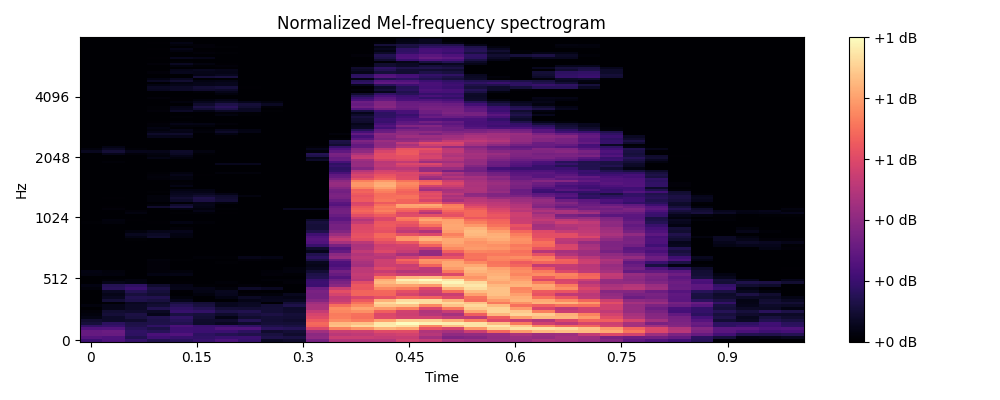 Normalized Mel-frequency spectrogram
Hz
4096
2048
1024
512
0
0 0.15 0.3 0.45 0.6 0.75 0.9
Time
+1 dB
+1 dB
+1 dB
+0 dB
+0 dB
+0 dB